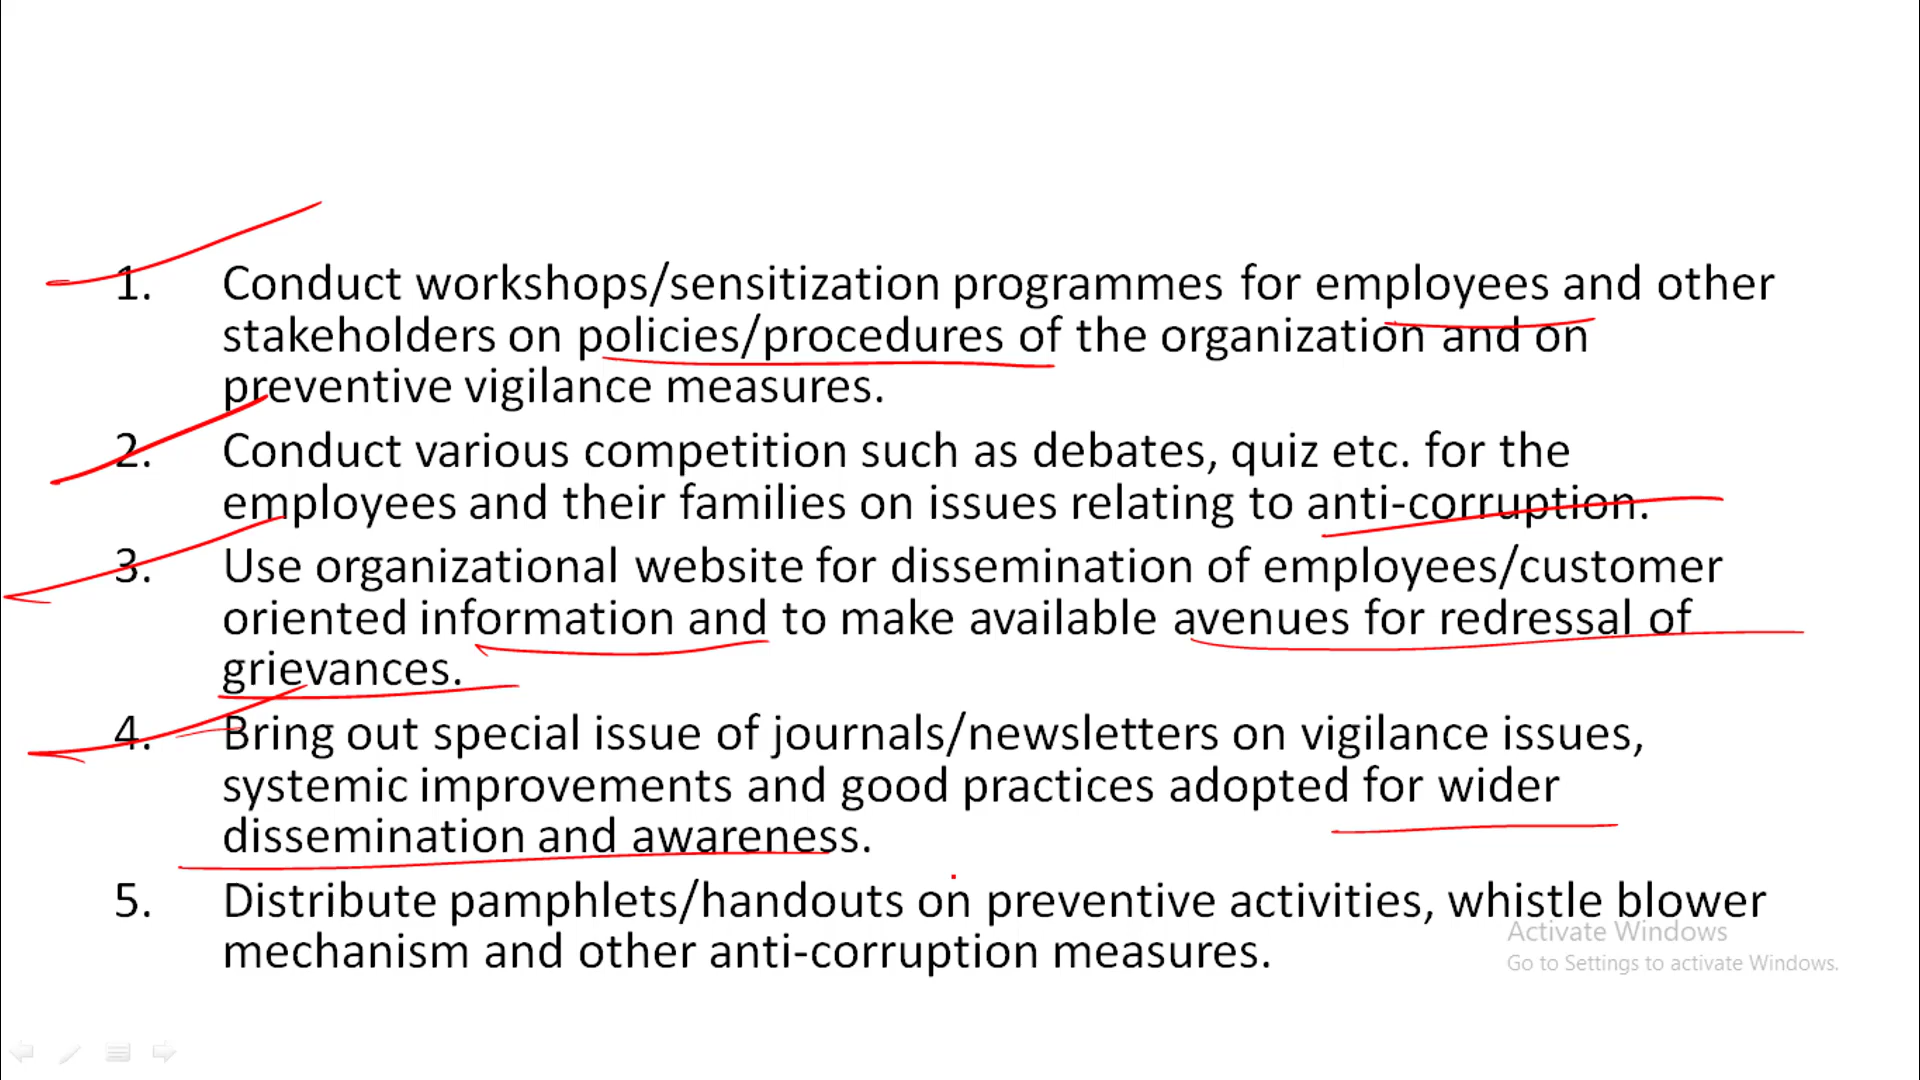 1. Conduct workshops/sensitization programmes for employees and other
stakeholders on policies/procedures of the organization and on
preventive vigilance measures.
2. Conduct various competition such as debates, quiz etc. for the
employees and their families on issues relating to anti-corruption.
3. Use organizational website for dissemination of employees/customer
oriented information and to make available avenues for redressal of
grievances.
4. Bring out special issue of journals/newsletters on vigilance issues,
systemic improvements and good practices adopted for wider
dissemination and awareness.
5. Distribute pamphlets/handouts on preventive activities, whistle blower
mechanism and other anti-corruption measures.
Activate Windows
Go to Settings to activate Windows.